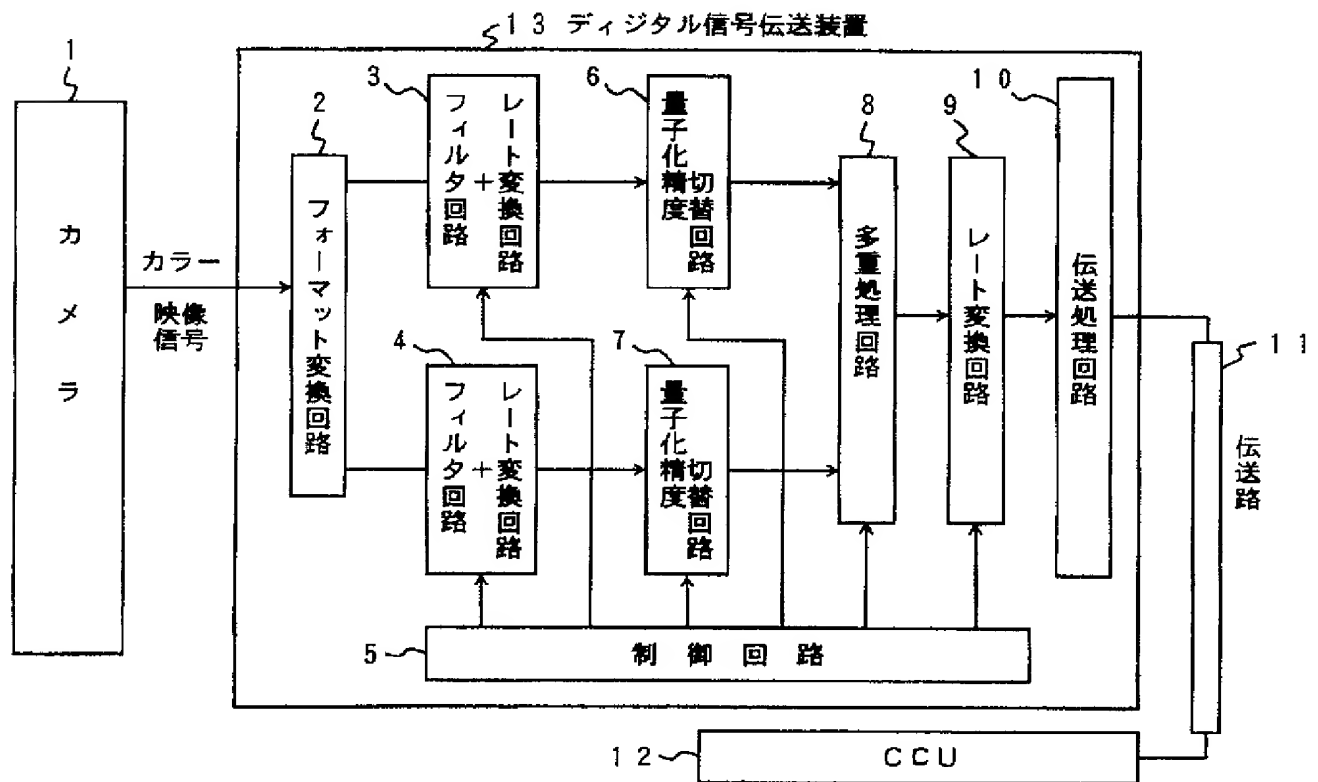 13 ディジタル信号伝送装置
1
カメラ
カラー
映像
信号
2
フォーマット変換回路
3
フィルタ回路
+
レート変換回路
4
フィルタ回路
+
レート変換回路
6
量子化精度
切替回路
7
量子化精度
切替回路
8
多重処理回路
9
レート変換回路
10
伝送処理回路
11
伝送路
5
制御回路
12
CCU